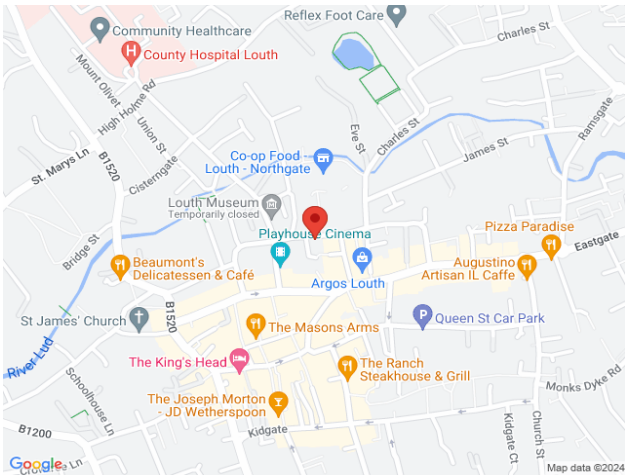 Reflex Foot Care
Charles St
Community Healthcare
H
County Hospital Louth
Mount Olivet
High Holme Rd
Union St
Ramsgate
Eve St
Charles St
James St
St. Marys Ln
B1520
Cisterngate
Co-op Food
Louth - Northgate
Louth Museum
Temporarily closed
Playhouse Cinema
Pizza Paradise
Eastgate
Bridge St
Beaumont's
Delicatessen & Café
Augustino
Artisan IL Caffe
Argos Louth
St James' Church
B1520
P
Queen St Car Park
The Masons Arms
River Lud
The King's Head
The Ranch
Steakhouse & Grill
Schoolhouse Ln
Monks Dyke Rd
The Joseph Morton
- JD Wetherspoon
B1200
Kidgate
Kidgate Ct
Church St
Google
Map data ©2024